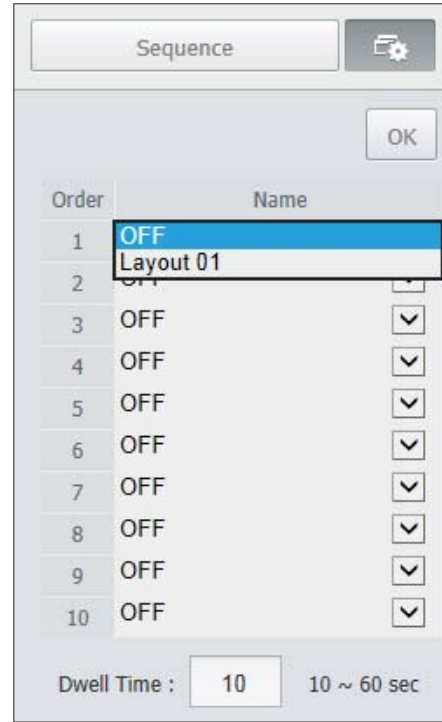 Sequence
OK
Order Name
1 OFF
Layout 01
2 OFF
3 OFF
4 OFF
5 OFF
6 OFF
7 OFF
8 OFF
9 OFF
10 OFF
Dwell Time : 10 10 ~ 60 sec